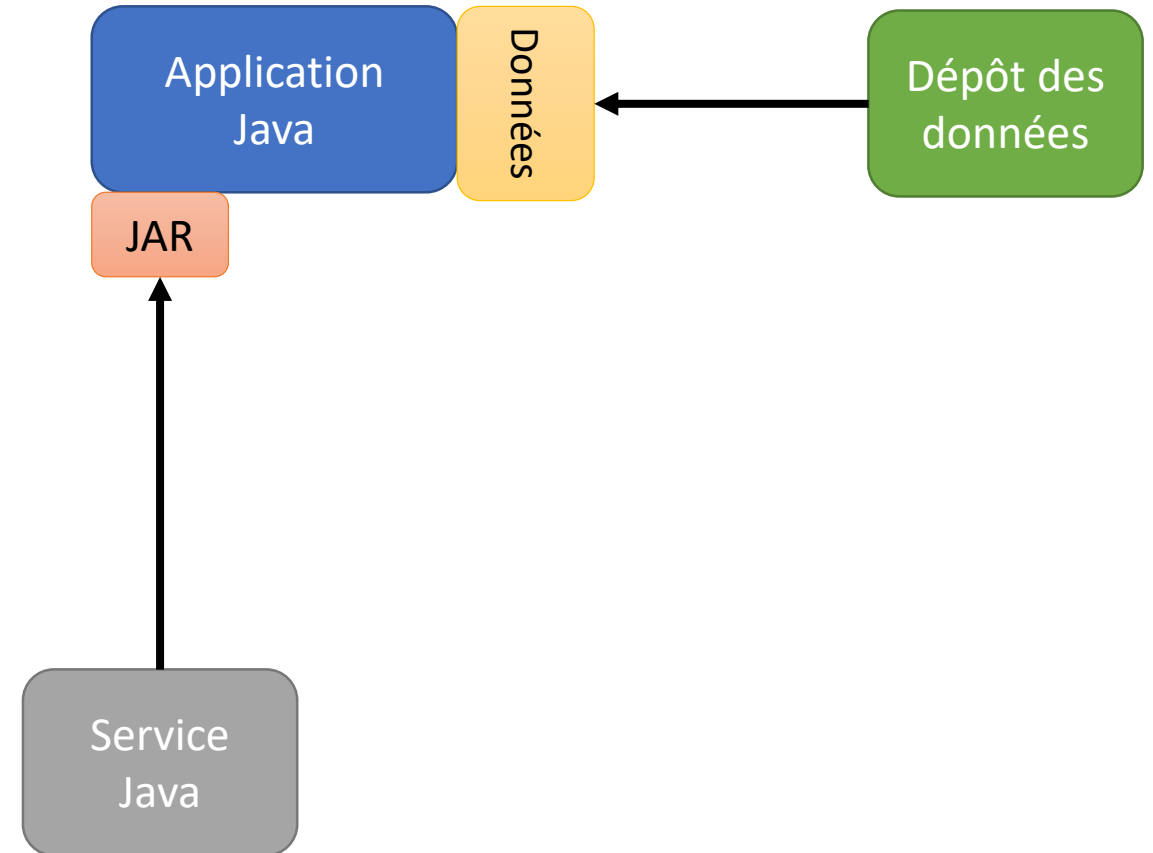 Application
Java
Données
Dépôt des
données
JAR
Service
Java